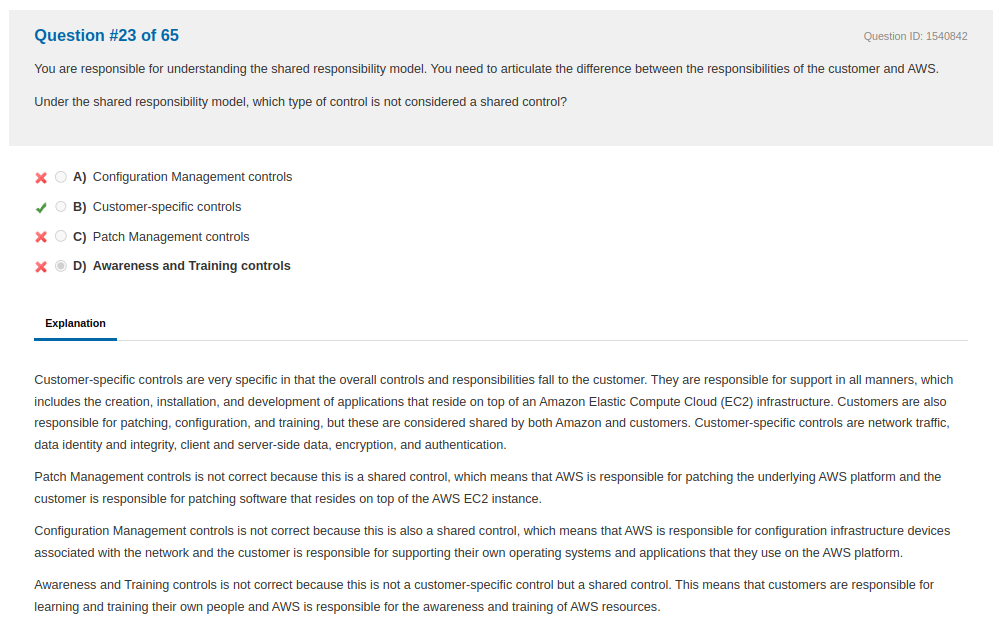 Question #23 of 65
Question ID: 1540842
You are responsible for understanding the shared responsibility model. You need to articulate the difference between the responsibilities of the customer and AWS.
Under the shared responsibility model, which type of control is not considered a shared control?
A) Configuration Management controls
B) Customer-specific controls
C) Patch Management controls
D) Awareness and Training controls
Explanation
Customer-specific controls are very specific in that the overall controls and responsibilities fall to the customer. They are responsible for support in all manners, which
includes the creation, installation, and development of applications that reside on top of an Amazon Elastic Compute Cloud (EC2) infrastructure. Customers are also
responsible for patching, configuration, and training, but these are considered shared by both Amazon and customers. Customer-specific controls are network traffic,
data identity and integrity, client and server-side data, encryption, and authentication.
Patch Management controls is not correct because this is a shared control, which means that AWS is responsible for patching the underlying AWS platform and the
customer is responsible for patching software that resides on top of the AWS EC2 instance.
Configuration Management controls is not correct because this is also a shared control, which means that AWS is responsible for configuration infrastructure devices
associated with the network and the customer is responsible for supporting their own operating systems and applications that they use on the AWS platform.
Awareness and Training controls is not correct because this is not a customer-specific control but a shared control. This means that customers are responsible for
learning and training their own people and AWS is responsible for the awareness and training of AWS resources.